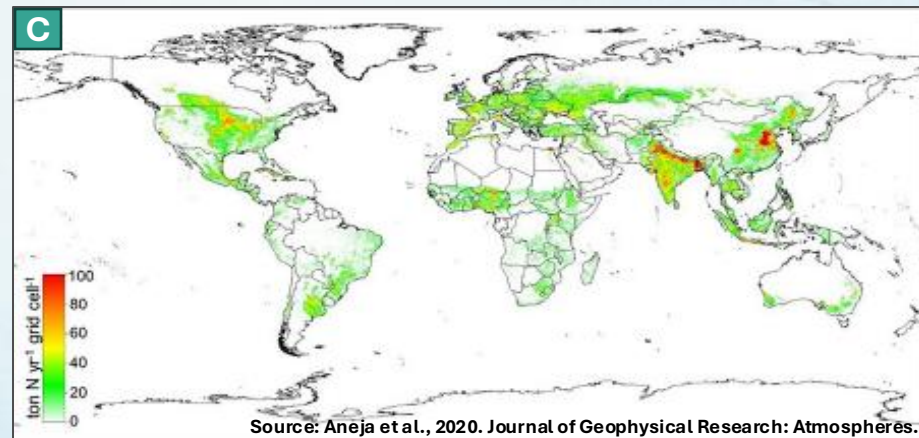 C
ton N yr⁻¹ grid cell⁻¹
100
80
60
40
20
0
Source: Aneja et al., 2020. Journal of Geophysical Research: Atmospheres.